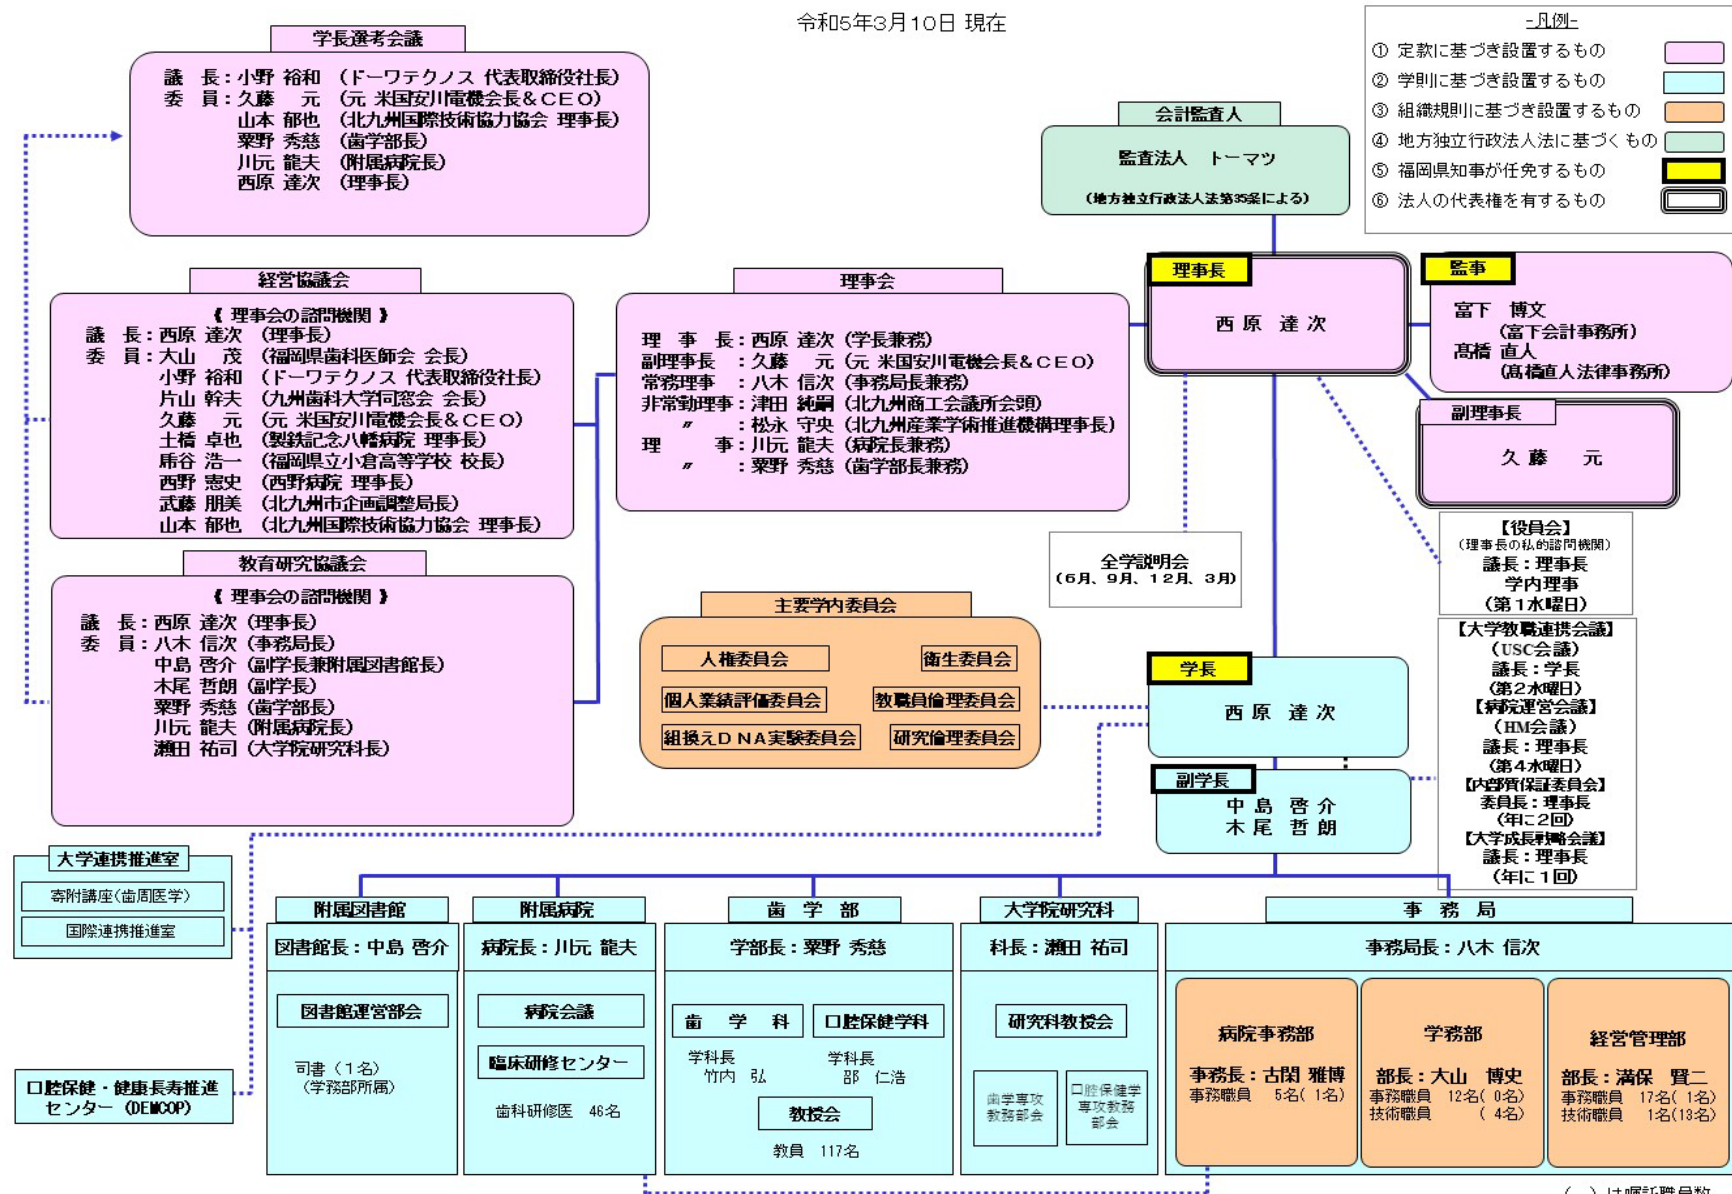 令和5年3月10日 現在
-凡例-
① 定款に基づき設置するもの
② 学則に基づき設置するもの
③ 組織規則に基づき設置するもの
④ 地方独立行政法人法に基づくもの
⑤ 福岡県知事が任免するもの
⑥ 法人の代表権を有するもの
学長選考会議
議　長：小野 裕和 （ドーワテクノス 代表取締役社長）
委　員：久藤　元 （元 米国安川電機会長＆ＣＥＯ）
山本 郁也 （北九州国際技術協力協会 理事長）
粟野 秀慈 （歯学部長）
川元 龍夫 （附属病院長）
西原 達次 （理事長）
会計監査人
監査法人　トーマツ
（地方独立行政法人法第35条による）
経営協議会
《 理事会の諮問機関 》
議　長：西原 達次 （理事長）
委　員：大山　茂 （福岡県歯科医師会 会長）
小野 裕和 （ドーワテクノス 代表取締役社長）
片山 幹夫 （九州歯科大学同窓会 会長）
久藤　元 （元 米国安川電機会長＆ＣＥＯ）
土橋 卓也 （製鉄記念八幡病院 理事長）
浩一 （福岡県立小倉高等学校 校長）
西野 憲史 （西野病院 理事長）
武藤 朋美 （北九州市企画調整局長）
山本 郁也 （北九州国際技術協力協会 理事長）
理事会
理　事　長：西原 達次 （学長兼務）
副理事長　：久藤　元 （元 米国安川電機会長＆ＣＥＯ）
常務理事　：八木 信次 （事務局長兼務）
非常勤理事：津田 純嗣 （北九州商工会議所会頭）
〃　：松永 守央 （北九州産業学術推進機構理事長）
理　　　事：川元 龍夫 （病院長兼務）
〃　：粟野 秀慈 （歯学部長兼務）
理事長
西 原　達 次
監事
富下　博文
（富下会計事務所）
髙橋 直人
（髙橋直人法律事務所）
副理事長
久 藤　元
教育研究協議会
《 理事会の諮問機関 》
議　長：西原 達次 （理事長）
委　員：八木 信次 （事務局長）
中島 啓介 （副学長兼附属図書館長）
木尾 哲朗 （副学長）
粟野 秀慈 （歯学部長）
川元 龍夫 （附属病院長）
瀬田 祐司 （大学院研究科長）
全学説明会
（6月、9月、12月、3月）
【役員会】
（理事長の私的諮問機関）
議長：理事長
学内理事
（第１水曜日）
主要学内委員会
人権委員会
衛生委員会
個人業績評価委員会
教職員倫理委員会
組換えＤＮＡ実験委員会
研究倫理委員会
【大学教職連携会議】
（USC会議）
議長：学長
（第２水曜日）
【病院運営会議】
（HM会議）
議長：理事長
（第４水曜日）
【内部質保証委員会】
委員長：理事長
（年に２回）
【大学成長戦略会議】
議長：理事長
（年に１回）
学長
西 原　達 次
副学長
中 島　啓 介
木 尾　哲 朗
大学連携推進室
寄附講座（歯周医学）
国際連携推進室
口腔保健・健康長寿推進
センター（DEMCOP）
附属図書館
図書館長：中島 啓介
図書館運営部会
司書（１名）
（学務部所属）
附属病院
病院長：川元 龍夫
病院会議
臨床研修センター
歯科研修医　46名
歯　学　部
学部長：粟野 秀慈
歯　学　科
口腔保健学科
学科長
竹内　弘
学科長
邵　仁浩
教授会
教員　117名
大学院研究科
科長：瀬田 祐司
研究科教授会
歯学専攻
教務部会
口腔保健学
専攻教務
部会
事　務　局
事務局長：八木 信次
病院事務部
事務長：古閑 雅博
事務職員　5名( 1名)
学務部
部長：大山　博史
事務職員　12名( 0名)
技術職員　　　( 4名)
経営管理部
部長：満保　賢二
事務職員　17名( 1名)
技術職員　1名(13名)
（　）は嘱託職員数